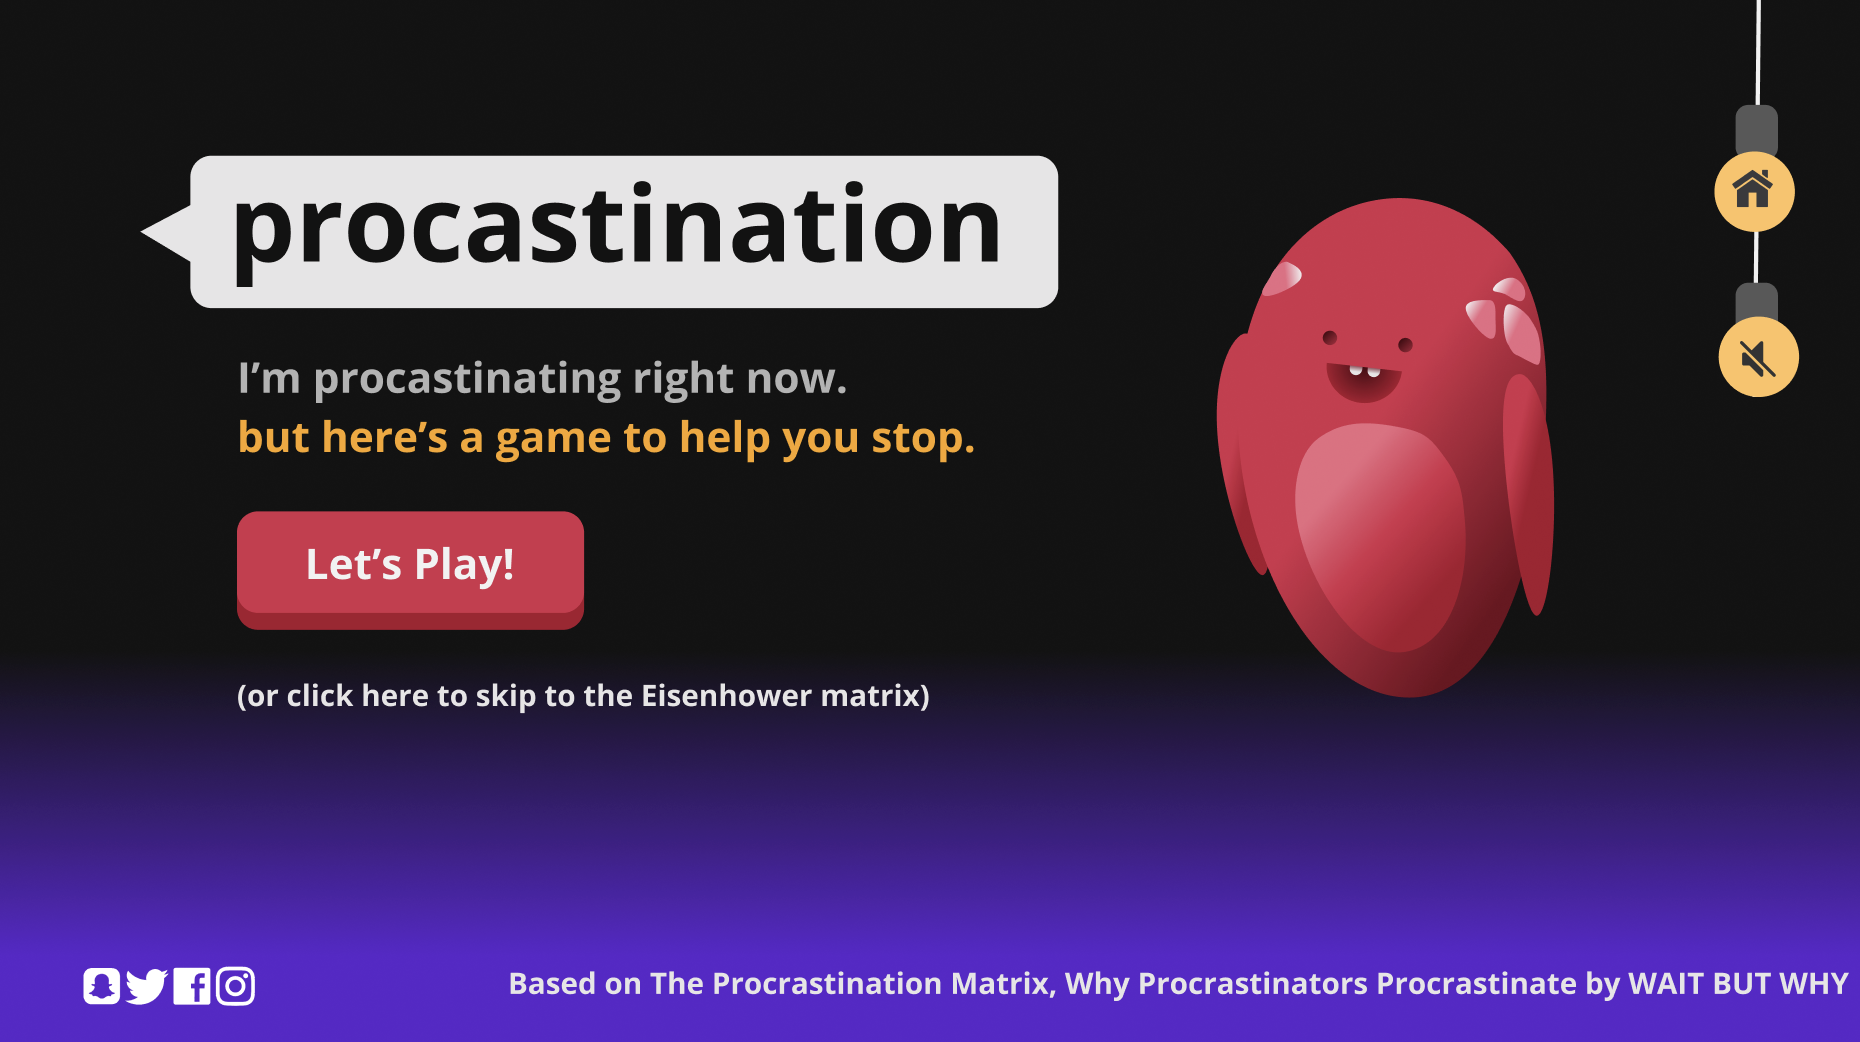 procastination
I’m procastinating right now.
but here’s a game to help you stop.
Let’s Play!
(or click here to skip to the Eisenhower matrix)
Based on The Procrastination Matrix, Why Procrastinators Procrastinate by WAIT BUT WHY